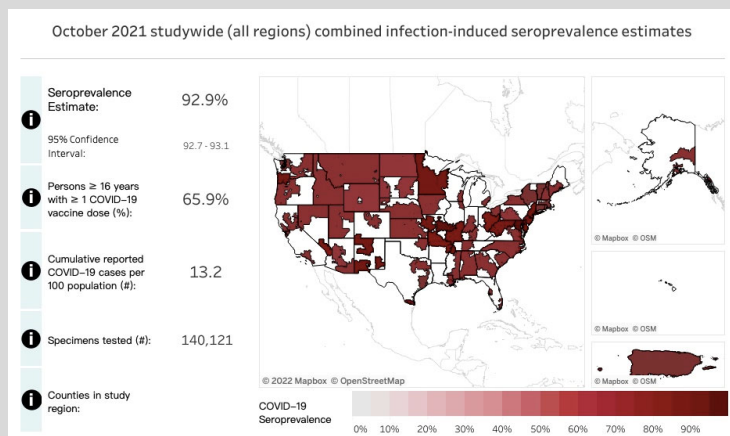 October 2021 studywide (all regions) combined infection-induced seroprevalence estimates
Seroprevalence
Estimate:
92.9%
95% Confidence
Interval:
92.7 - 93.1
Persons ≥ 16 years
with ≥ 1 COVID-19
vaccine dose (%):
65.9%
Cumulative reported
COVID-19 cases per
100 population (#):
13.2
Specimens tested (#):
140,121
Counties in study
region:
© 2022 Mapbox © OpenStreetMap
© Mapbox © OSM
© Mapbox © OSM
© Mapbox © OSM
COVID-19
Seroprevalence
0% 10% 20% 30% 40% 50% 60% 70% 80% 90%